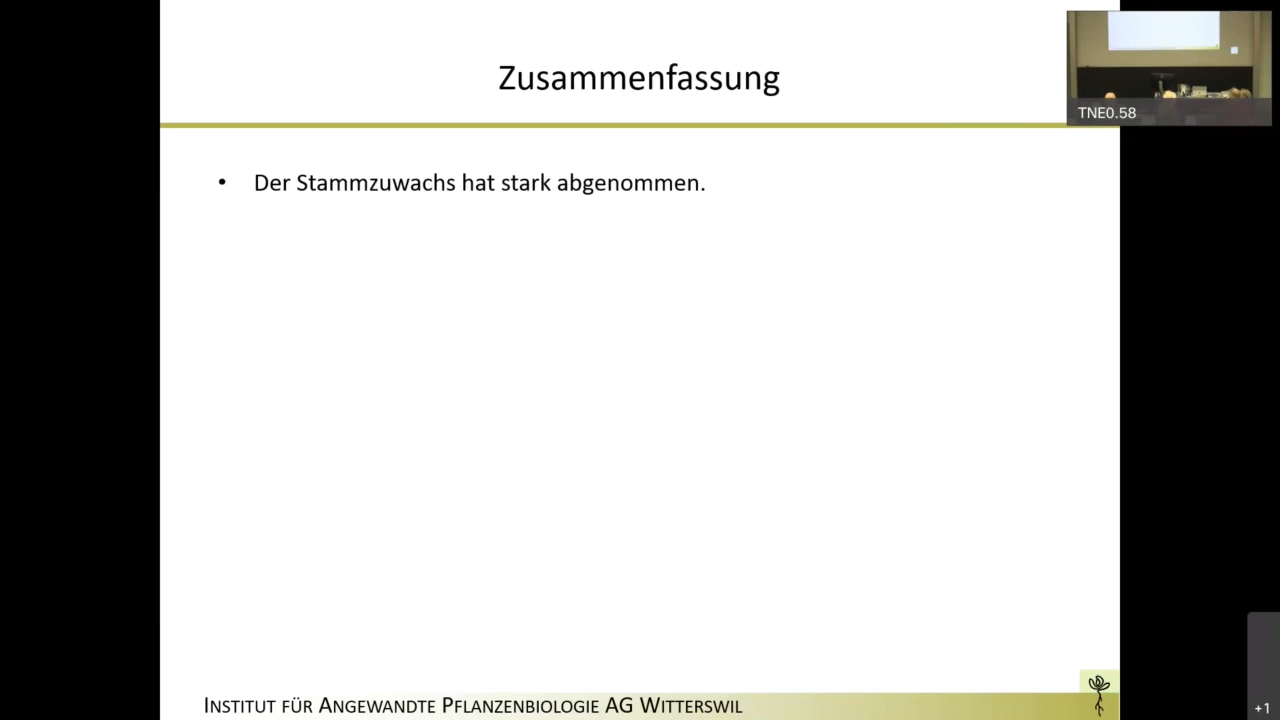 Zusammenfassung
TNE0.58
• Der Stammzuwachs hat stark abgenommen.
INSTITUT FÜR ANGEWANDTE PFLANZENBIOLOGIE AG WITTERSWIL
+1